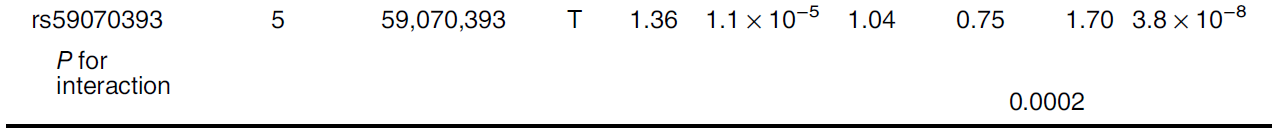 rs59070393 5 59,070,393 T 1.36 1.1 × 10⁻⁵ 1.04 0.75 1.70 3.8 × 10⁻⁸
P for
interaction
0.0002